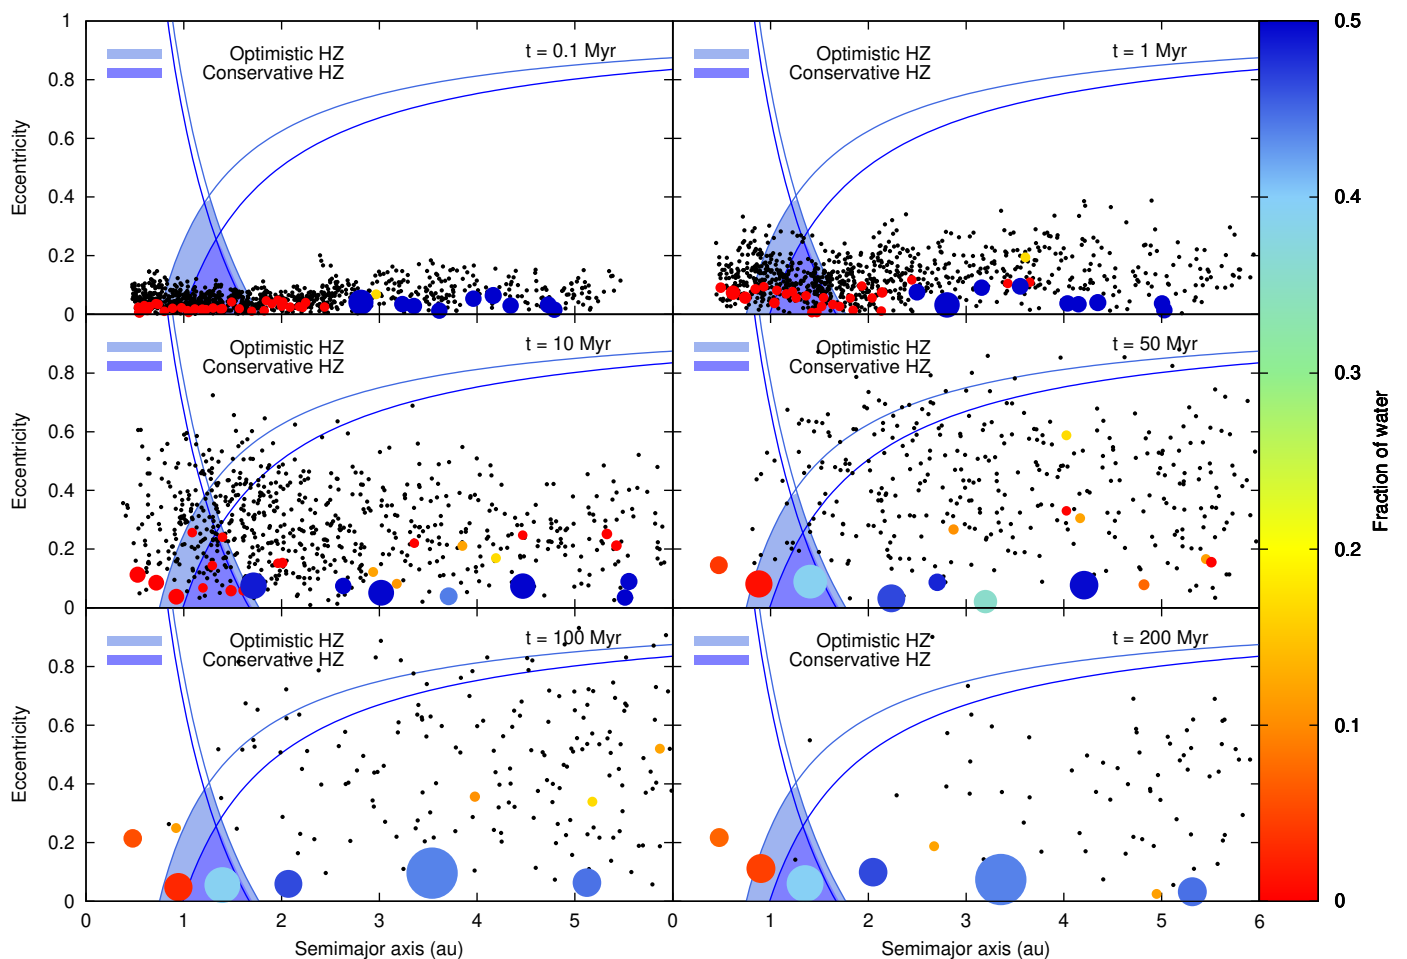 1
0.8
0.6
0.4
0.2
0
Eccentricity
Optimistic HZ
Conservative HZ
t = 0.1 Myr
Optimistic HZ
Conservative HZ
t = 1 Myr
0.8
0.6
0.4
0.2
0
Eccentricity
Optimistic HZ
Conservative HZ
t = 10 Myr
Optimistic HZ
Conservative HZ
t = 50 Myr
0.8
0.6
0.4
0.2
0
Eccentricity
Optimistic HZ
Conservative HZ
t = 100 Myr
Optimistic HZ
Conservative HZ
t = 200 Myr
0 1 2 3 4 5 0 1 2 3 4 5 6
Semimajor axis (au) Semimajor axis (au)
0.5
0.4
0.3
0.2
0.1
0
Fraction of water